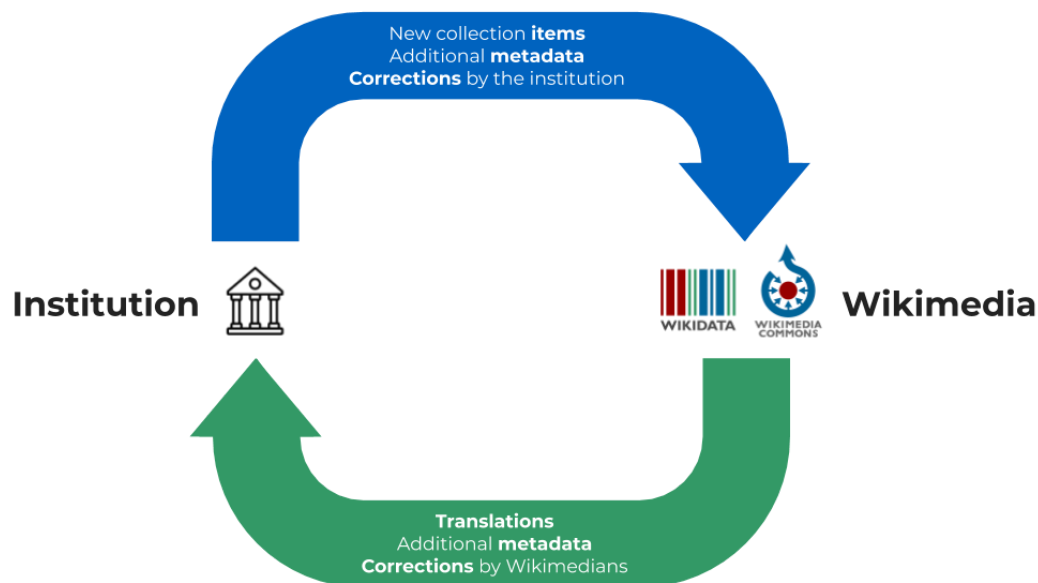 New collection items
Additional metadata
Corrections by the institution
Institution
WIKIDATA
WIKIMEDIA
COMMONS
Wikimedia
Translations
Additional metadata
Corrections by Wikimedians